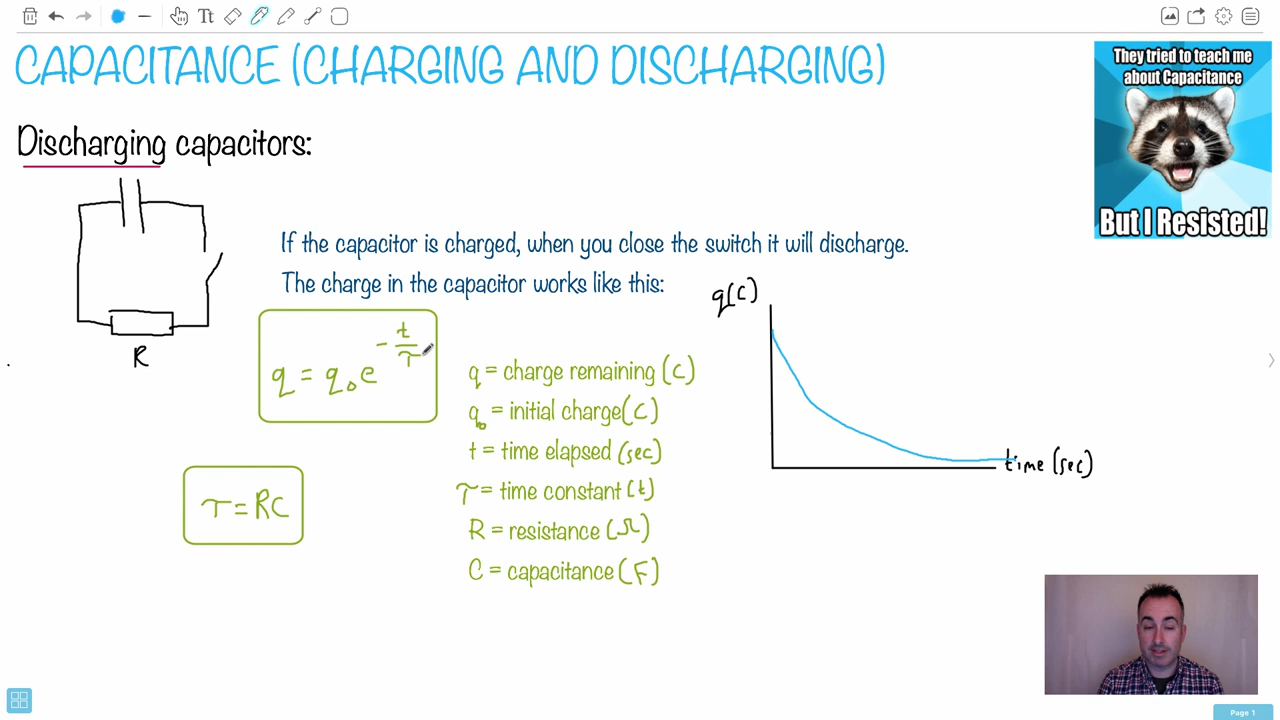 Tt
CAPACITANCE (CHARGING AND DISCHARGING)
They tried to teach me
about Capacitance
But I Resisted!
Discharging capacitors:
R
If the capacitor is charged, when you close the switch it will discharge.
The charge in the capacitor works like this:
q = q₀e^(-t/τ)
τ = RC
q = charge remaining (C)
q₀ = initial charge (C)
t = time elapsed (sec)
τ = time constant (t)
R = resistance (Ω)
C = capacitance (F)
q (C)
time (sec)
Page 1